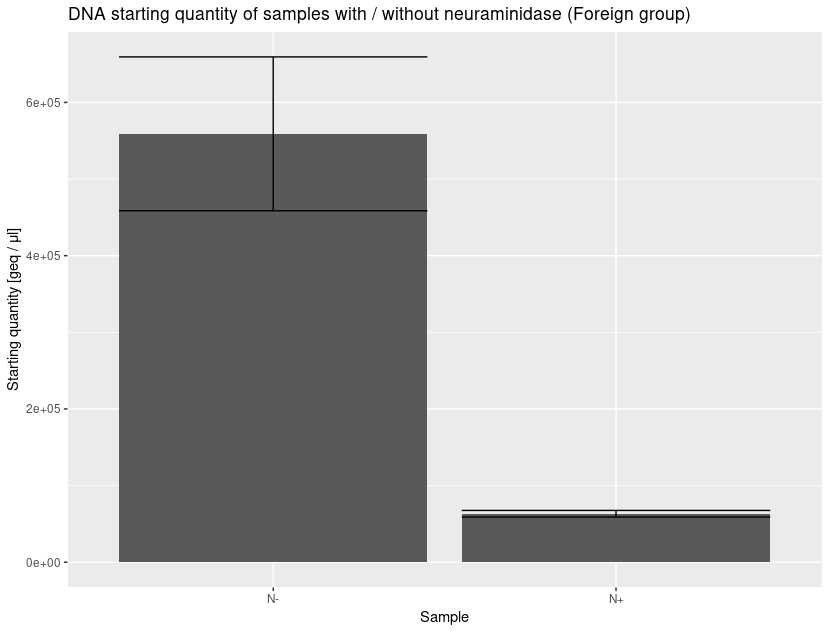 DNA starting quantity of samples with / without neuraminidase (Foreign group)
6e+05
4e+05
2e+05
0e+00
Starting quantity [geq / µl]
N-
N+
Sample